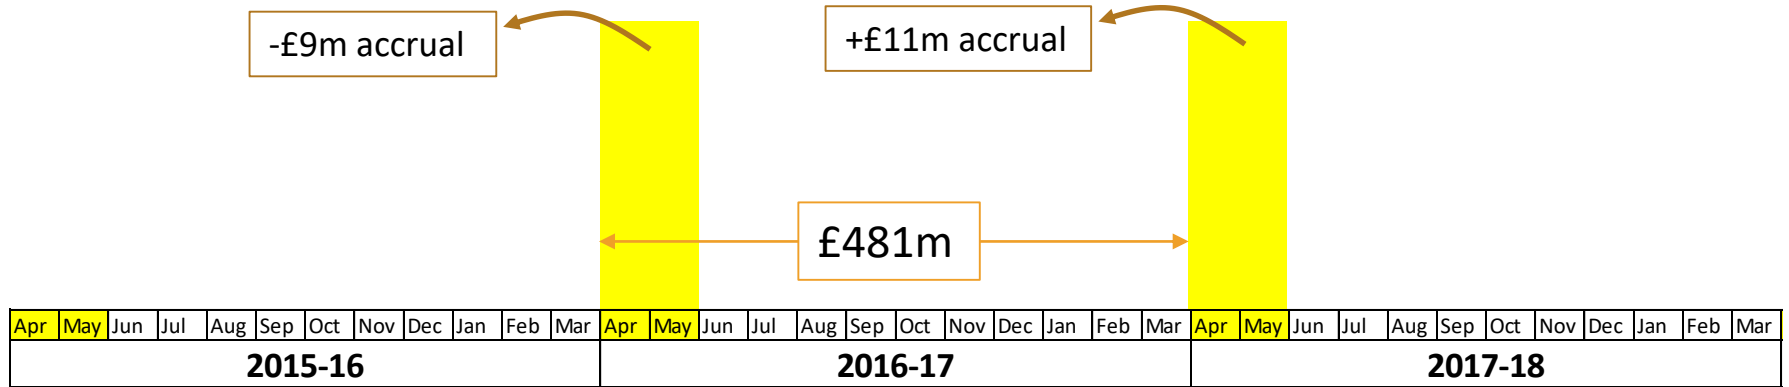 -£9m accrual
+£11m accrual
£481m
Apr May Jun Jul Aug Sep Oct Nov Dec Jan Feb Mar Apr May Jun Jul Aug Sep Oct Nov Dec Jan Feb Mar Apr May Jun Jul Aug Sep Oct Nov Dec Jan Feb Mar
2015-16 2016-17 2017-18